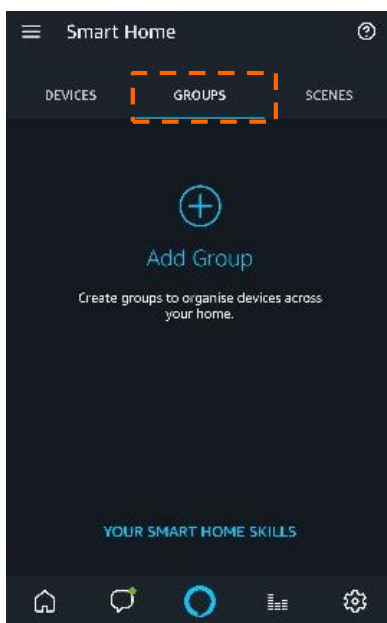 Smart Home
DEVICES GROUPS SCENES
Add Group
Create groups to organise devices across
your home.
YOUR SMART HOME SKILLS